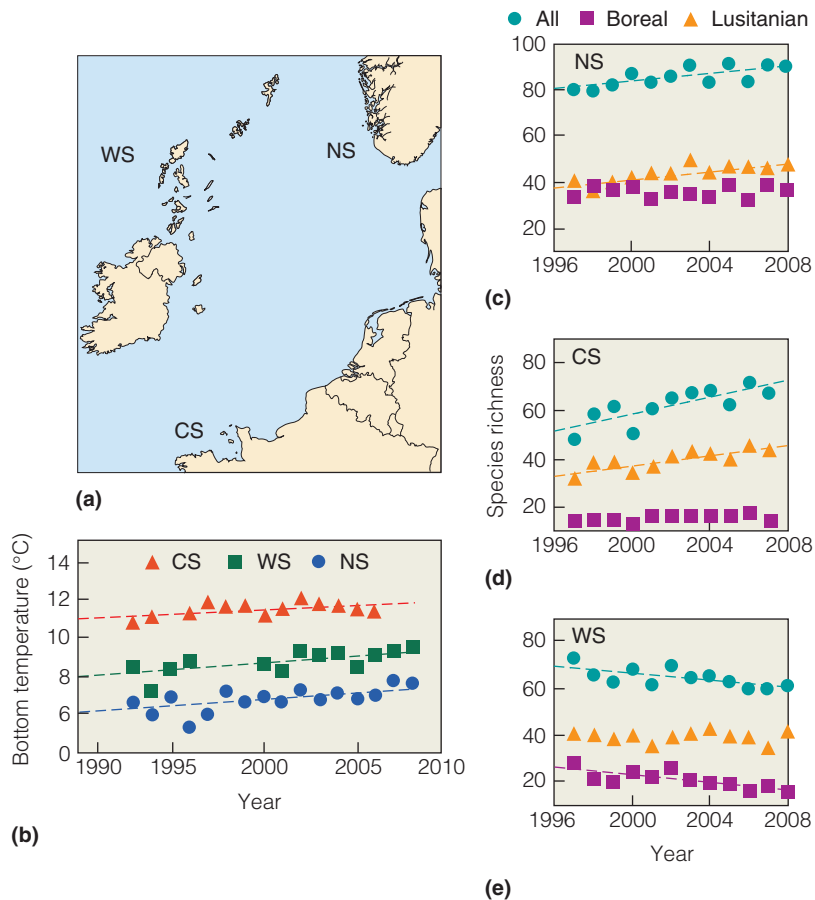 WS
NS
CS
(a)
14
12
10
8
6
0
Bottom temperature (°C)
CS WS NS
1990 1995 2000 2005 2010
Year
(b)
All Boreal Lusitanian
100
80
60
40
20
NS
1996 2000 2004 2008
(c)
80
60
40
20
CS
Species richness
1996 2000 2004 2008
(d)
80
60
40
20
WS
1996 2000 2004 2008
Year
(e)